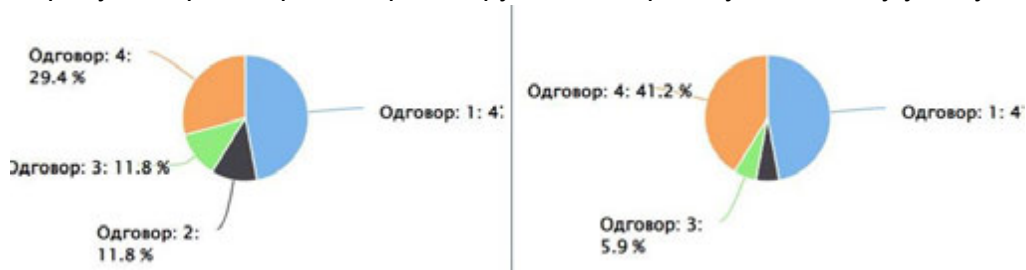 Одговор: 4:
29.4 %
Одговор: 1: 4
Одговор: 3: 11.8 %
Одговор: 2:
11.8 %
Одговор: 4: 41.2 %
Одговор: 1: 4
Одговор: 3:
5.9 %